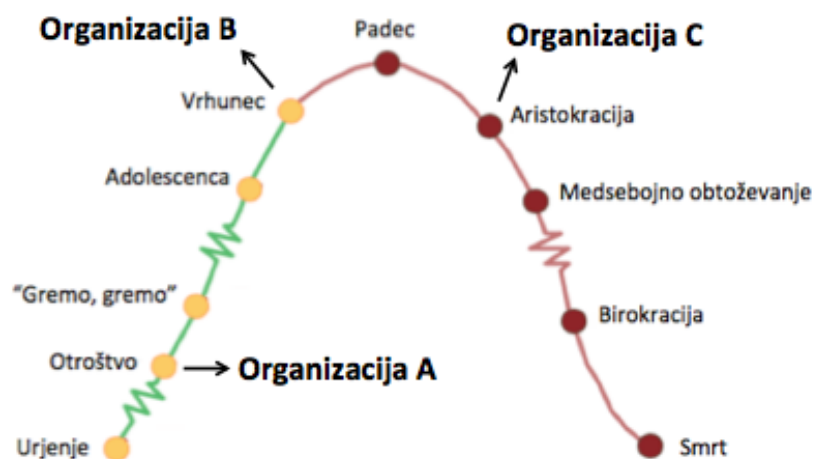 Organizacija B
Padec
Organizacija C
Vrhunec
Aristokracija
Adolescenca
Medsebojno obtoževanje
“Gremo, gremo”
Birokracija
Otroštvo
Organizacija A
Urjenje
Smrt